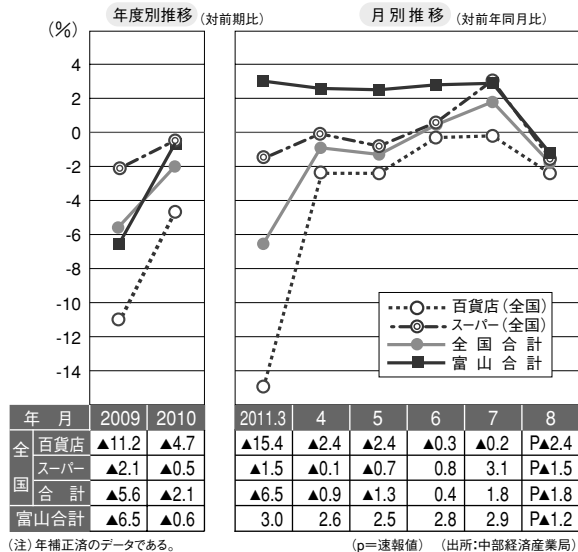 年度別推移 (対前期比) 月別推移 (対前年同月比)
(%)
4
2
0
-2
-4
-6
-8
-10
-12
-14
百貨店(全国)
スーパー(全国)
全国合計
富山合計
年 月 2009 2010 2011.3 4 5 6 7 8
全国 百貨店 ▲11.2 ▲4.7 ▲15.4 ▲2.4 ▲2.4 ▲0.3 ▲0.2 P▲2.4
スーパー ▲2.1 ▲0.5 ▲1.5 ▲0.1 ▲0.7 0.8 3.1 P▲1.5
合 計 ▲5.6 ▲2.1 ▲6.5 ▲0.9 ▲1.3 0.4 1.8 P▲1.8
富山合計 ▲6.5 ▲0.6 3.0 2.6 2.5 2.8 2.9 P▲1.2
(注)年補正済のデータである。 (p=速報値) (出所:中部経済産業局)